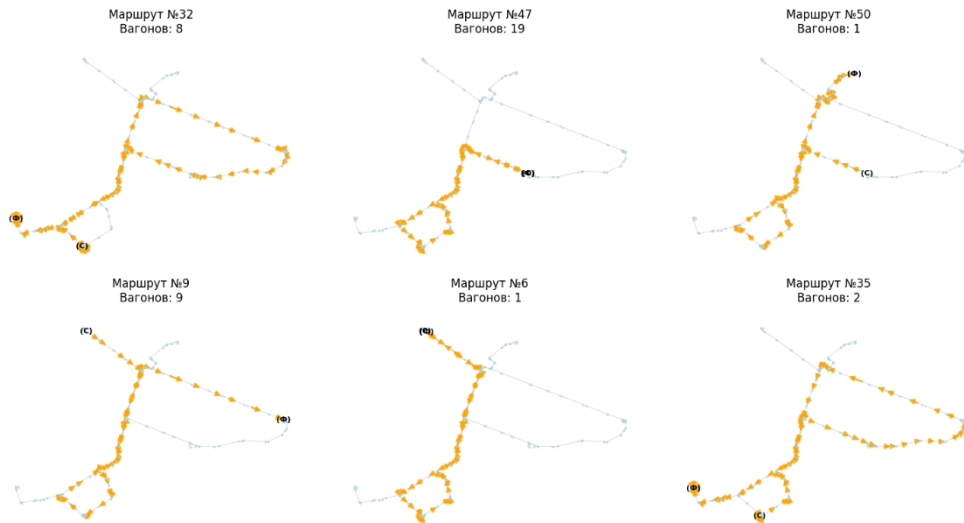 Маршрут №32
Вагонов: 8
Маршрут №47
Вагонов: 19
Маршрут №50
Вагонов: 1
(Ф)
(С)
(Ф)
(С)
Маршрут №9
Вагонов: 9
Маршрут №6
Вагонов: 1
Маршрут №35
Вагонов: 2
(С)
(Ф)
(Ф)
(С)